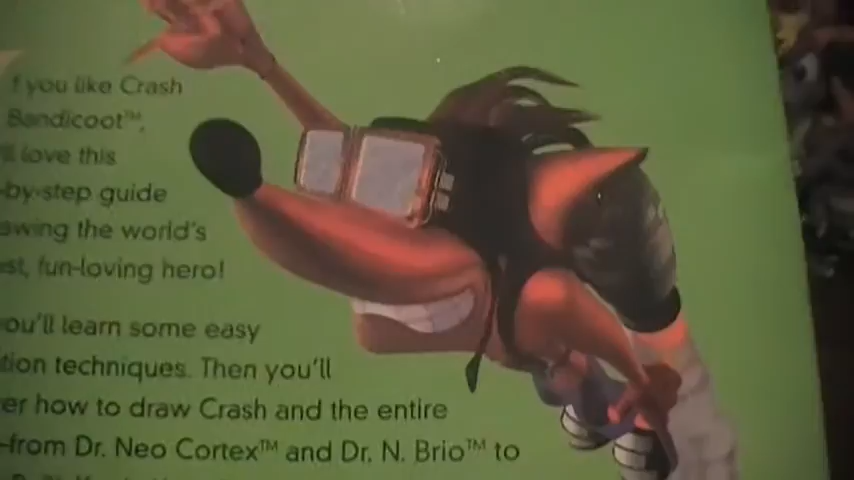 f you like Crash
Bandicoot™,
ll love this
-by-step guide
awing the world's
est, fun-loving hero!
you'll learn some easy
tion techniques. Then you'll
er how to draw Crash and the entire
—from Dr. Neo Cortex™ and Dr. N. Brio™ to